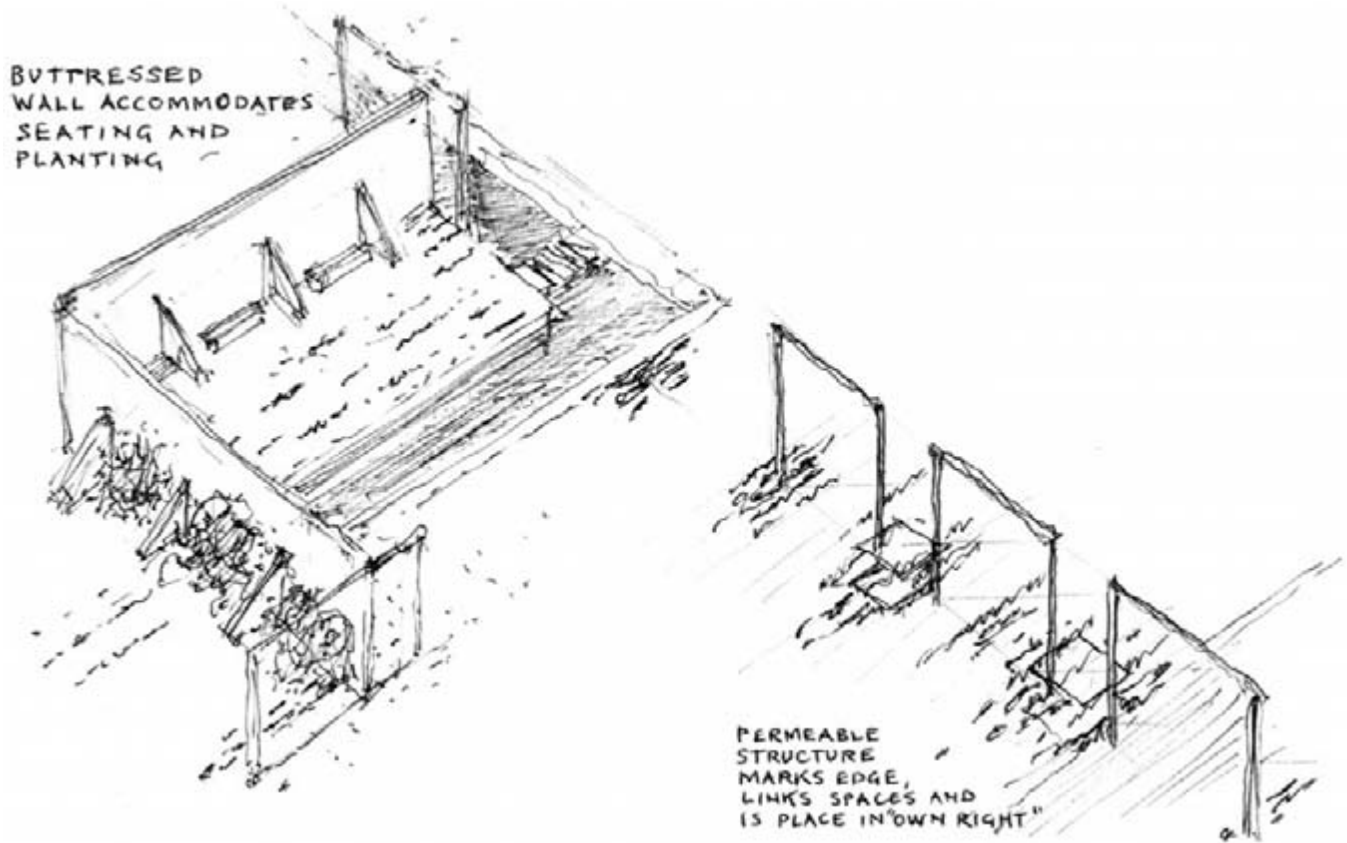 BUTTRESSED
WALL ACCOMMODATES
SEATING AND
PLANTING
PERMEABLE
STRUCTURE
MARKS EDGE,
LINKS SPACES AND
IS PLACE IN "OWN RIGHT"